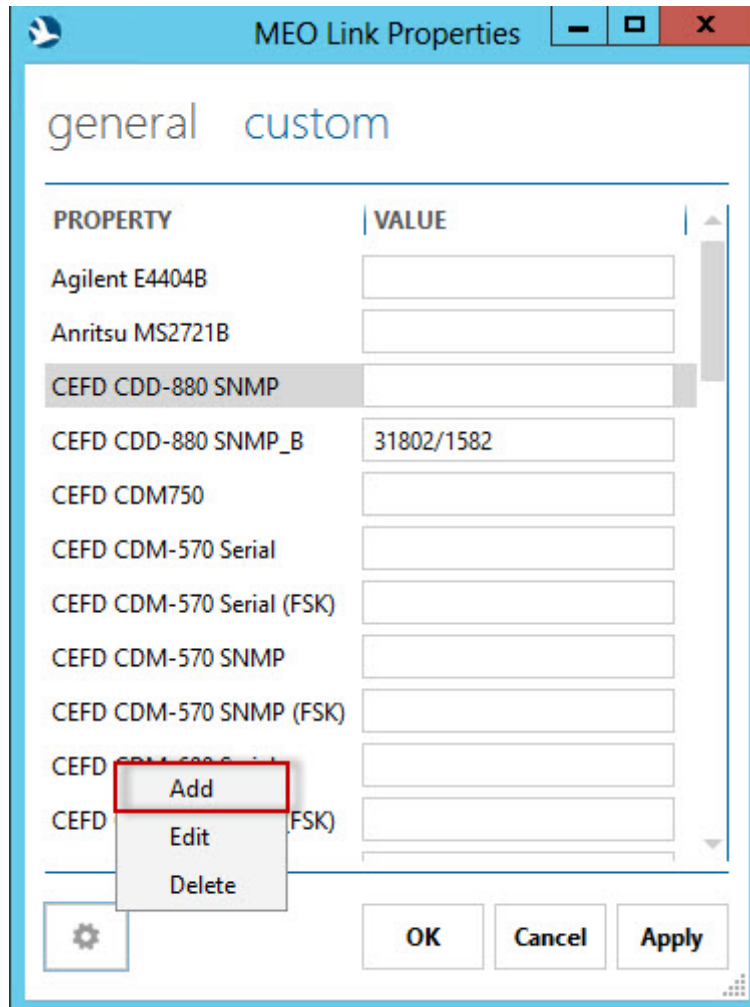 MEO Link Properties
general custom
PROPERTY VALUE
Agilent E4404B
Anritsu MS2721B
CEFD CDD-880 SNMP
CEFD CDD-880 SNMP_B 31802/1582
CEFD CDM750
CEFD CDM-570 Serial
CEFD CDM-570 Serial (FSK)
CEFD CDM-570 SNMP
CEFD CDM-570 SNMP (FSK)
CEFD
Add
CEFD (FSK)
Edit
Delete
OK Cancel Apply